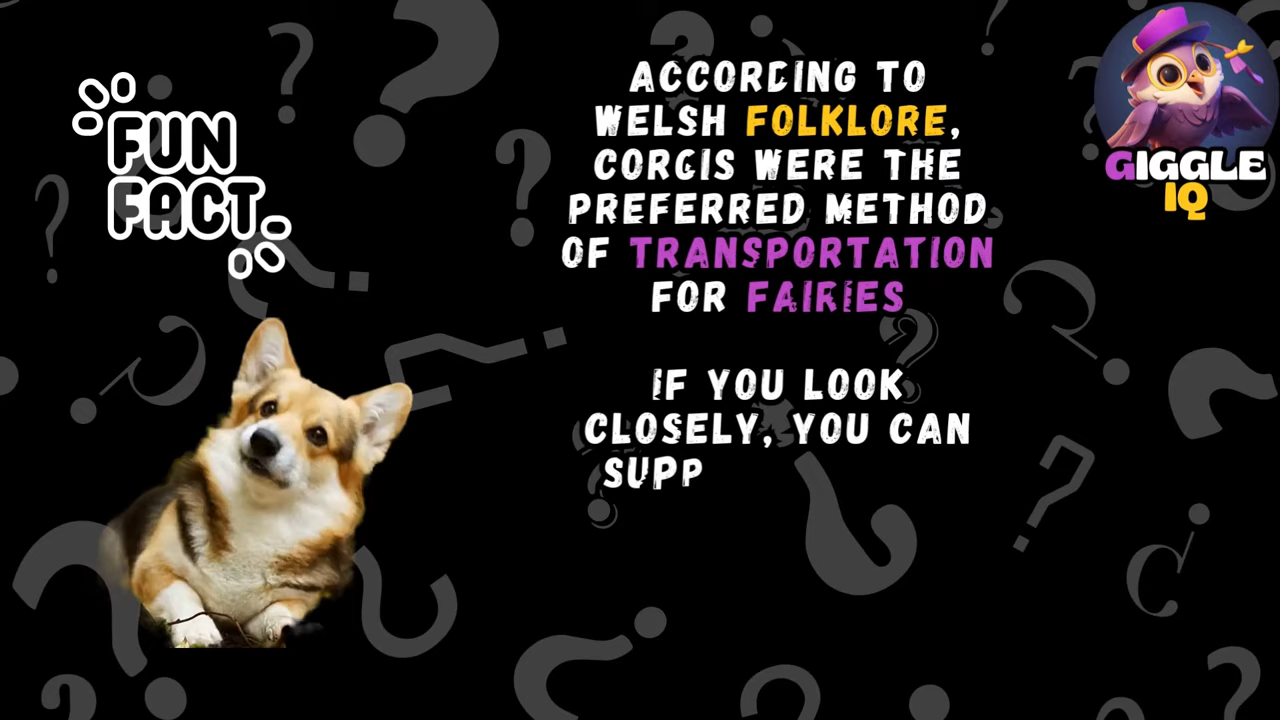 FUN
FACT
ACCORDING TO
WELSH FOLKLORE,
CORGIS WERE THE
PREFERRED METHOD
OF TRANSPORTATION
FOR FAIRIES
IF YOU LOOK
CLOSELY, YOU CAN
SUPP
GIGGLE
IQ